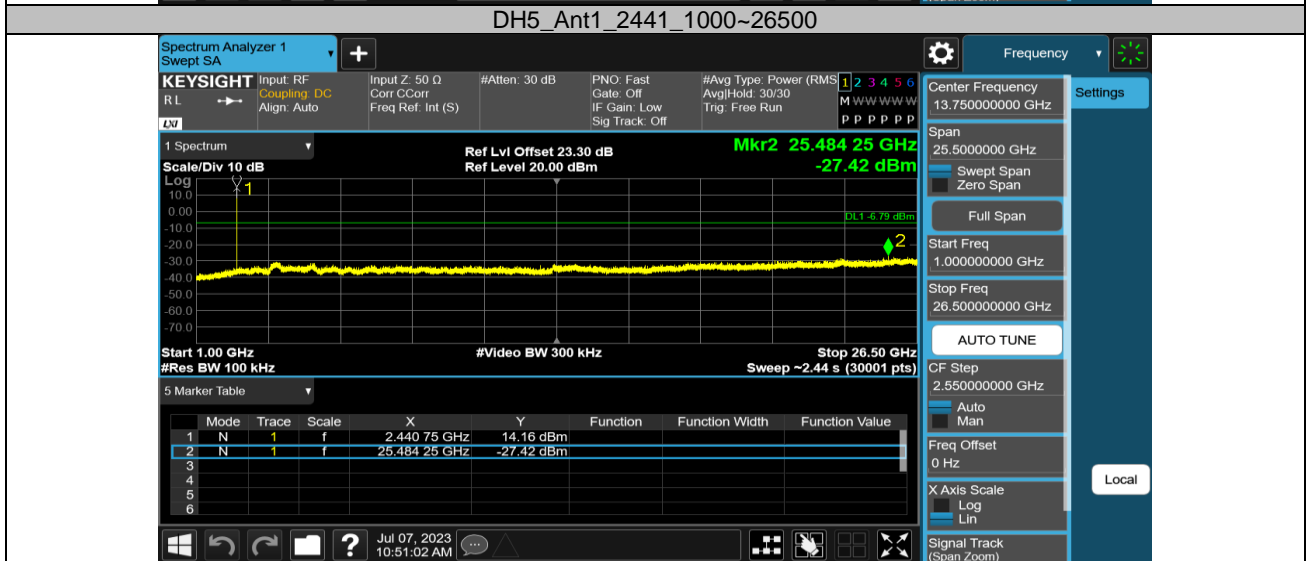 (Span Zoom)
DH5_Ant1_2441_1000~26500
Spectrum Analyzer 1
Swept SA
Frequency
KEYSIGHT
RL
LXI
Input: RF
Coupling: DC
Align: Auto
Input Z: 50 Ω
Corr CCorr
Freq Ref: Int (S)
#Atten: 30 dB
PNO: Fast
Gate: Off
IF Gain: Low
Sig Track: Off
#Avg Type: Power (RMS
Avg|Hold: 30/30
Trig: Free Run
1 2 3 4 5 6
M W W W W W
P P P P P P
1 Spectrum
Scale/Div 10 dB
Ref Lvl Offset 23.30 dB
Ref Level 20.00 dBm
Mkr2 25.484 25 GHz
-27.42 dBm
Log
10.0
0.00
-10.0
-20.0
-30.0
-40.0
-50.0
-60.0
-70.0
1
DL1 -6.79 dBm
2
Start 1.00 GHz
#Res BW 100 kHz
#Video BW 300 kHz
Stop 26.50 GHz
Sweep ~2.44 s (30001 pts)
5 Marker Table
Mode Trace Scale X Y Function Function Width Function Value
1 N 1 f 2.440 75 GHz 14.16 dBm
2 N 1 f 25.484 25 GHz -27.42 dBm
3
4
5
6
Jul 07, 2023
10:51:02 AM
Center Frequency
13.750000000 GHz
Span
25.5000000 GHz
Swept Span
Zero Span
Full Span
Start Freq
1.000000000 GHz
Stop Freq
26.500000000 GHz
AUTO TUNE
CF Step
2.550000000 GHz
Auto
Man
Freq Offset
0 Hz
X Axis Scale
Log
Lin
Signal Track
(Span Zoom)
Settings
Local